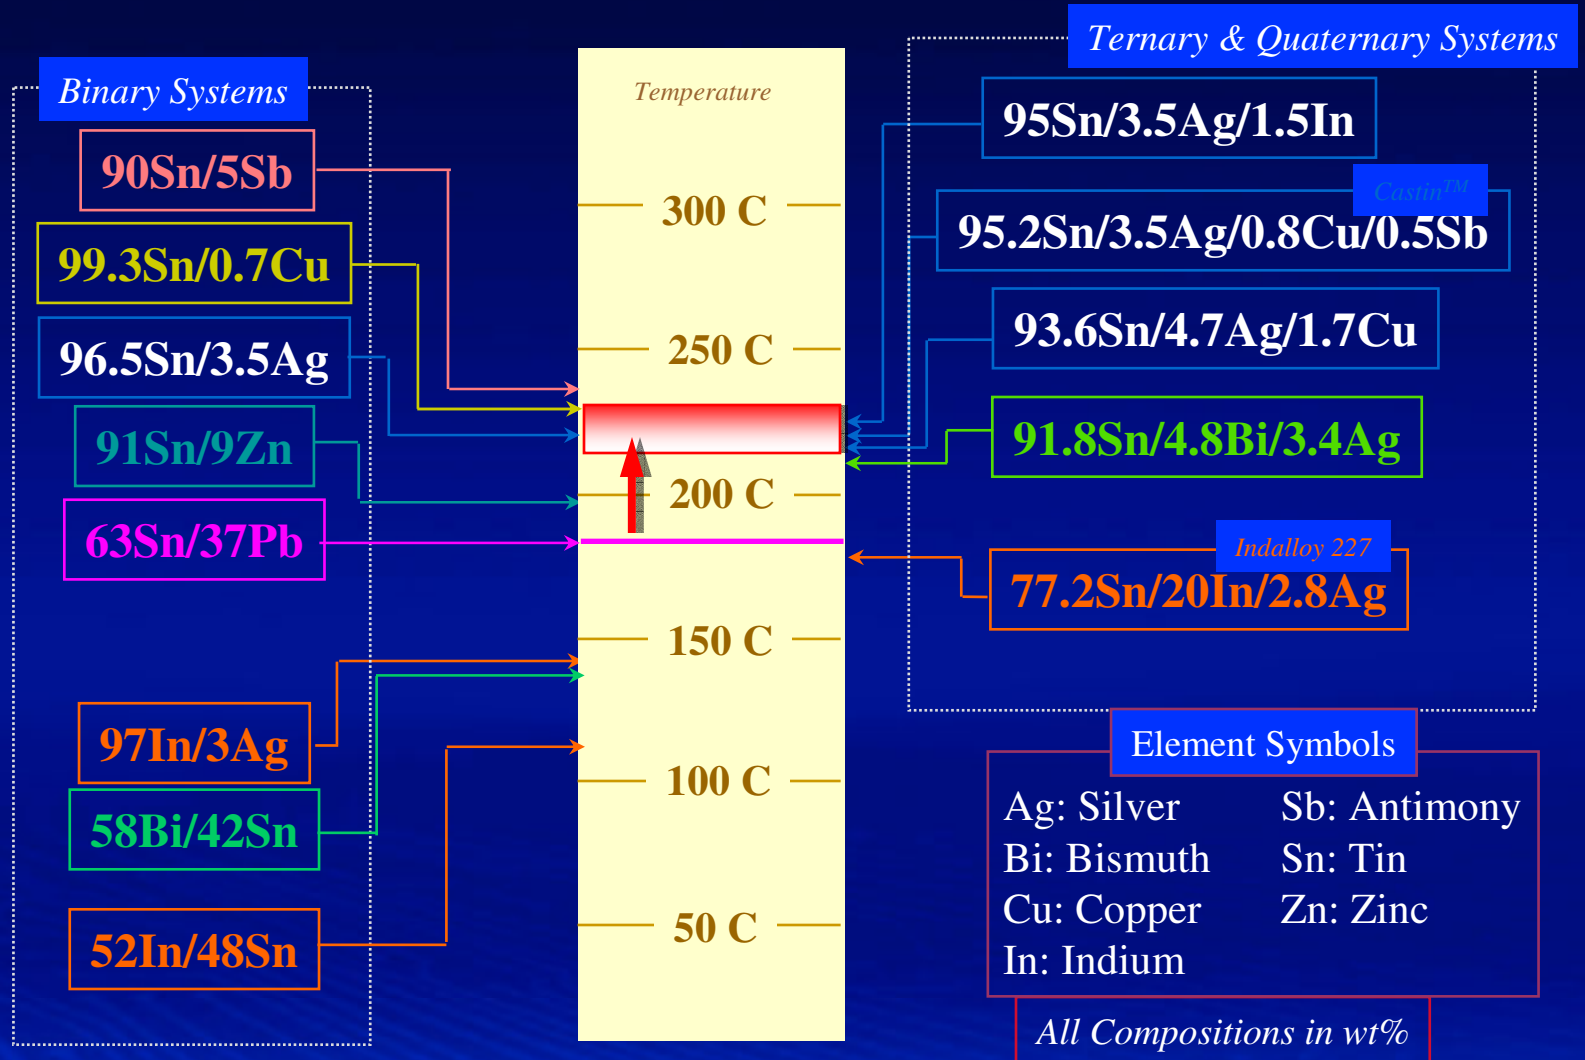 Binary Systems
90Sn/5Sb
99.3Sn/0.7Cu
96.5Sn/3.5Ag
91Sn/9Zn
63Sn/37Pb
97In/3Ag
58Bi/42Sn
52In/48Sn
Temperature
300 C
250 C
200 C
150 C
100 C
50 C
Ternary & Quaternary Systems
95Sn/3.5Ag/1.5In
Castin™
95.2Sn/3.5Ag/0.8Cu/0.5Sb
93.6Sn/4.7Ag/1.7Cu
91.8Sn/4.8Bi/3.4Ag
Indalloy 227
77.2Sn/20In/2.8Ag
Element Symbols
Ag: Silver Sb: Antimony
Bi: Bismuth Sn: Tin
Cu: Copper Zn: Zinc
In: Indium
All Compositions in wt%